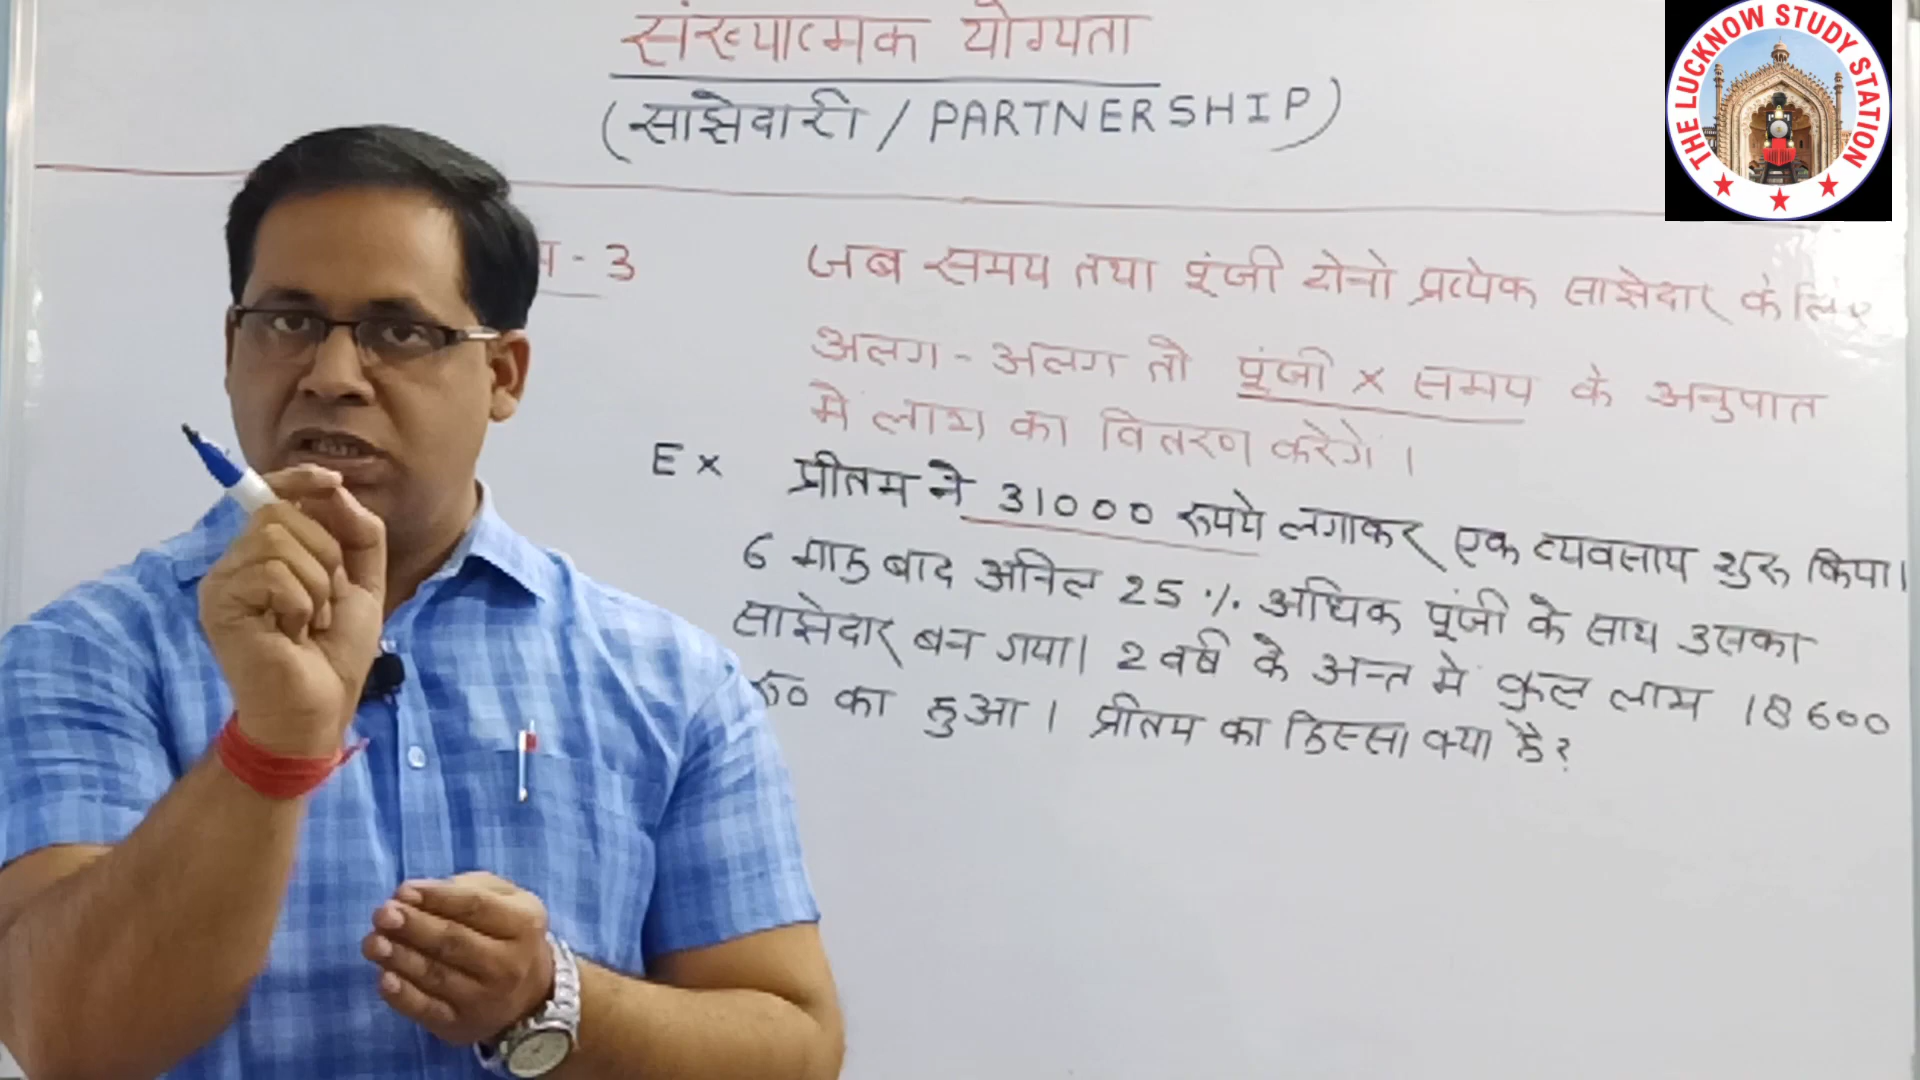 संख्यात्मक योग्यता
(साझेदारी / PARTNERSHIP)
THE LUCKNOW STUDY STATION
- 3
जब समय तथा पूंजी दोनो प्रत्येक साझेदार के लिए
अलग - अलग तो पूंजी × समय के अनुपात
मे लाभ का वितरण करेगे ।
Ex प्रीतम ने 31000 रूपये लगाकर एक व्यवसाय शुरू किया।
6 माह बाद अनिल 25 % अधिक पूंजी के साथ उसका
साझेदार बन गया। 2 वर्ष के अन्त मे कुल लाभ 18600
रू० का हुआ । प्रीतम का हिस्सा क्या है?